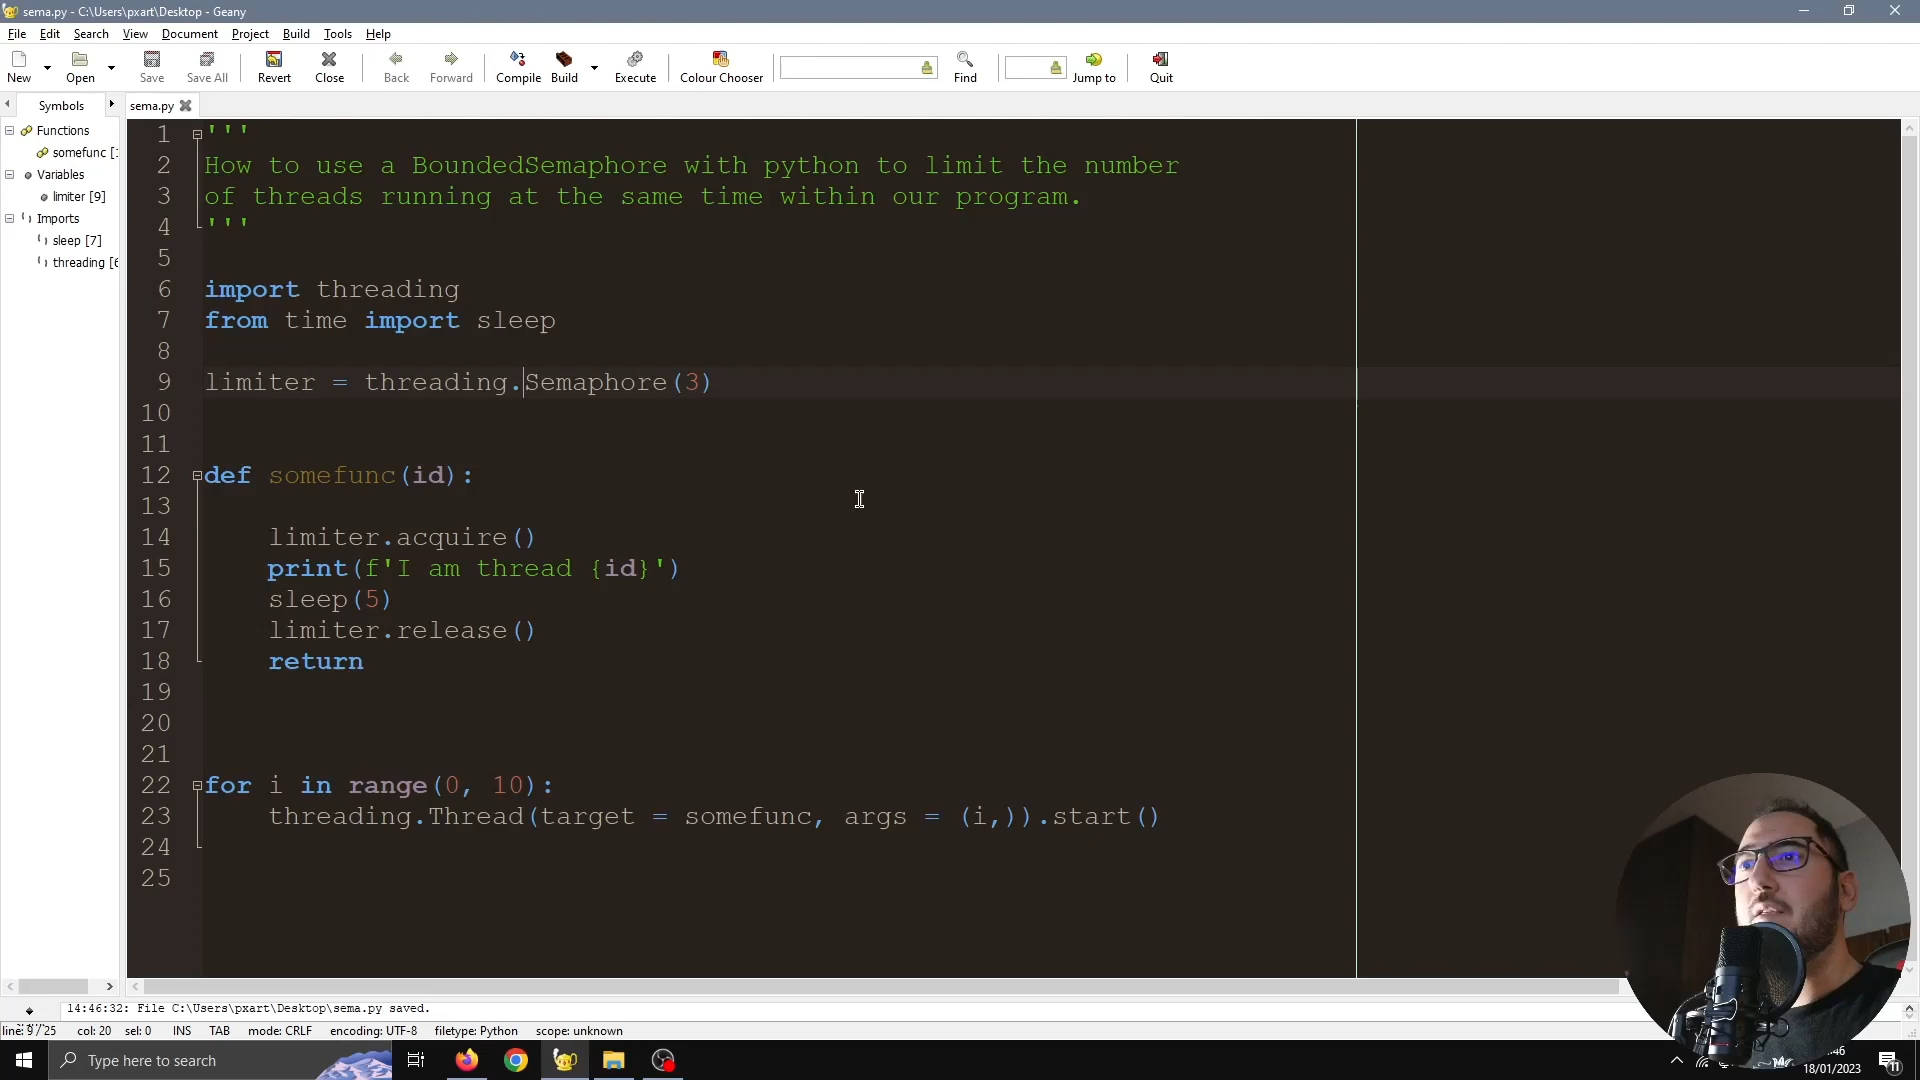 sema.py - C:\Users\pxart\Desktop - Geany
File Edit Search View Document Project Build Tools Help
New Open Save Save All Revert Close Back Forward Compile Build Execute Colour Chooser Find Jump to Quit
Symbols sema.py
Functions
somefunc [1
Variables
limiter [9]
Imports
sleep [7]
threading [6
1 '''
2 How to use a BoundedSemaphore with python to limit the number
3 of threads running at the same time within our program.
4 '''
5
6 import threading
7 from time import sleep
8
9 limiter = threading.Semaphore(3)
10
11
12 def somefunc(id):
13
14 limiter.acquire()
15 print(f'I am thread {id}')
16 sleep(5)
17 limiter.release()
18 return
19
20
21
22 for i in range(0, 10):
23 threading.Thread(target = somefunc, args = (i,)).start()
24
25
14:46:32: File C:\Users\pxart\Desktop\sema.py saved.
line: 9 / 25 col: 20 sel: 0 INS TAB mode: CRLF encoding: UTF-8 filetype: Python scope: unknown
Type here to search
:46
18/01/2023
11